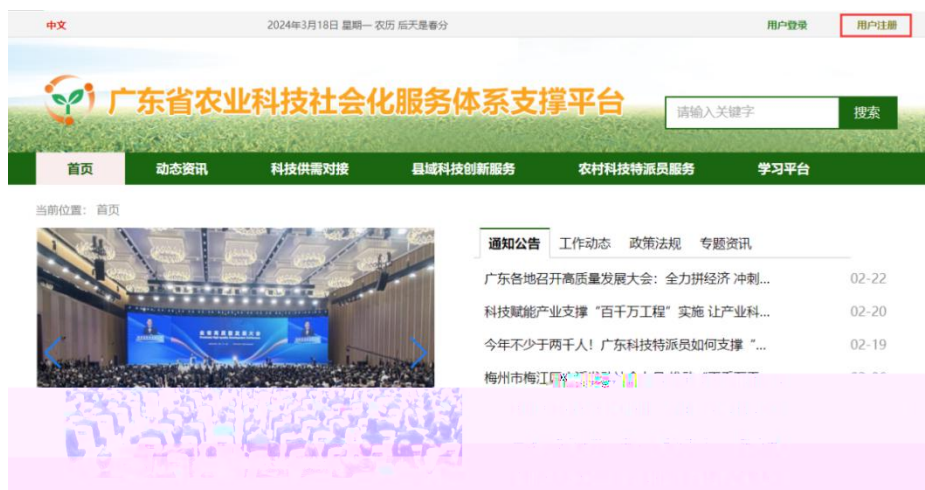 中文
2024年3月18日 星期一 农历 后天是春分
用户登录
用户注册
广东省农业科技社会化服务体系支撑平台
请输入关键字
搜索
首页
动态资讯
科技供需对接
县域科技创新服务
农村科技特派员服务
学习平台
当前位置： 首页
通知公告
工作动态
政策法规
专题资讯
广东各地召开高质量发展大会：全力拼经济 冲刺...
02-22
科技赋能产业支撑“百千万工程”实施 让产业科...
02-20
今年不少于两千人！广东科技特派员如何支撑“...
02-19
梅州市梅江